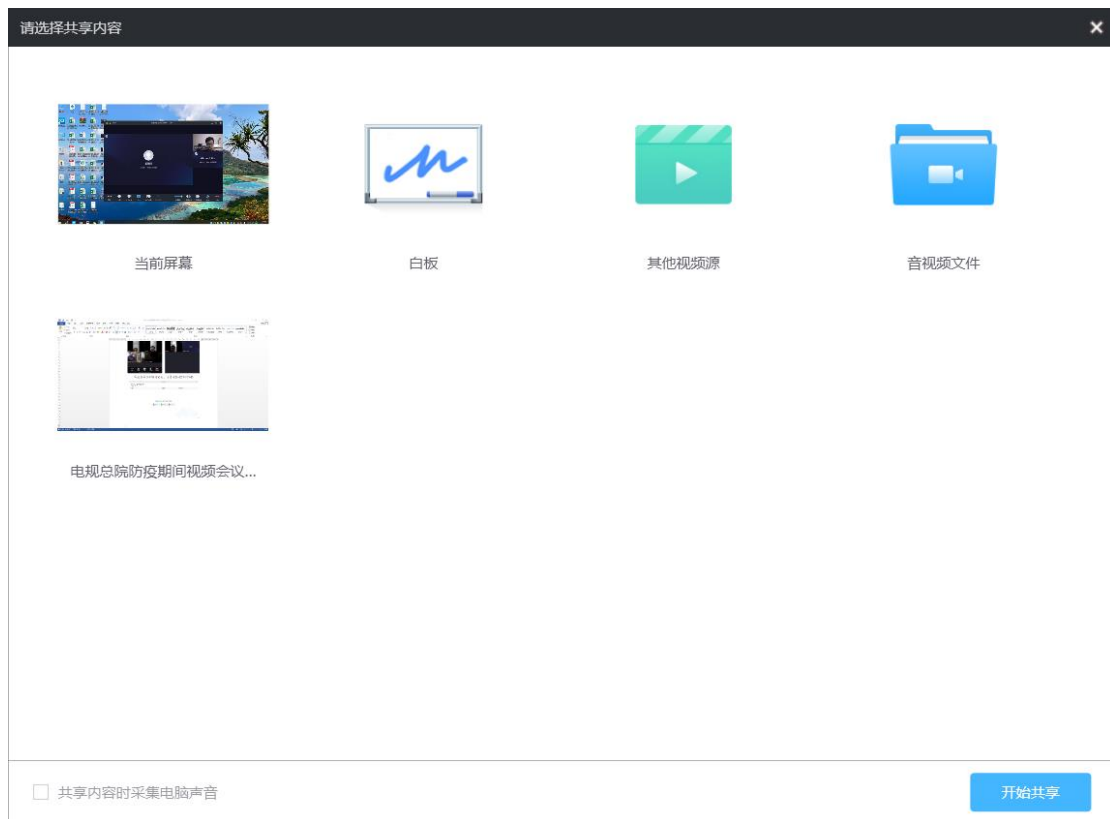 请选择共享内容
当前屏幕
白板
其他视频源
音视频文件
电规总院防疫期间视频会议...
共享内容时采集电脑声音
开始共享